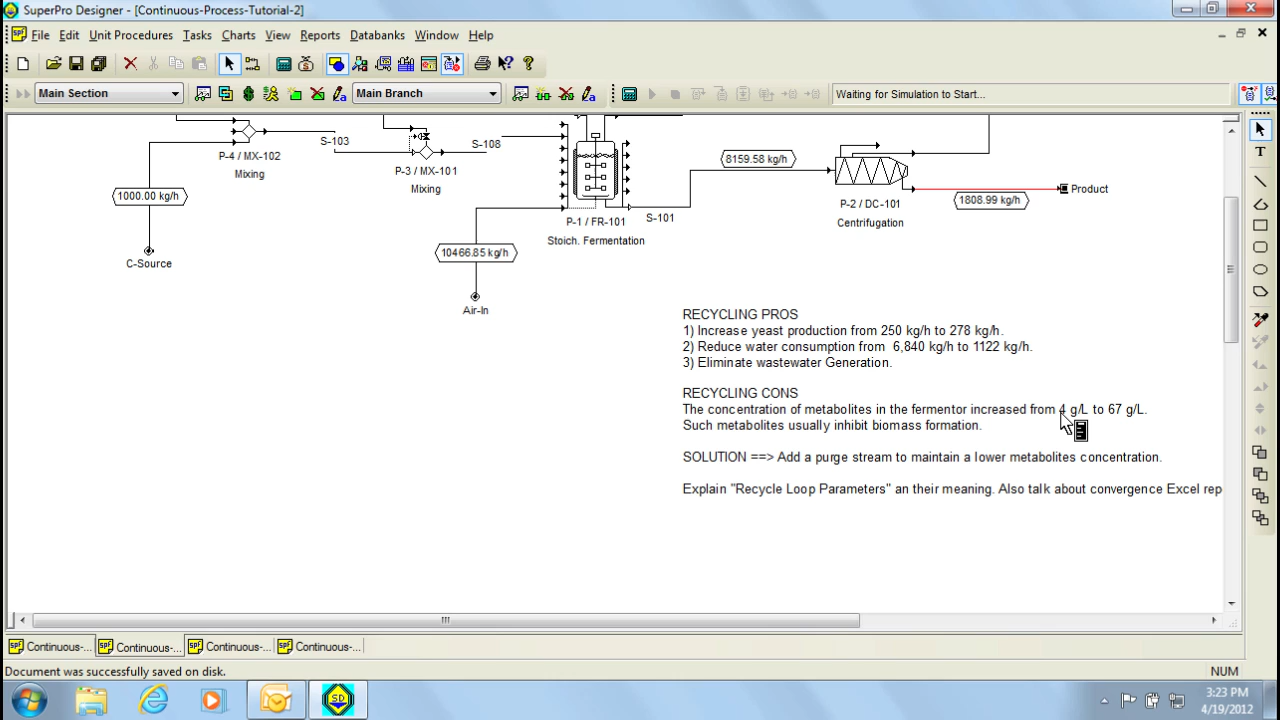 SuperPro Designer - [Continuous-Process-Tutorial-2]
File Edit Unit Procedures Tasks Charts View Reports Databanks Window Help
Main Section Main Branch Waiting for Simulation to Start...
S-103
S-108
P-4 / MX-102
Mixing
P-3 / MX-101
Mixing
8159.58 kg/h
1000.00 kg/h
Product
1808.99 kg/h
P-2 / DC-101
Centrifugation
P-1 / FR-101
Stoich. Fermentation
S-101
10466.85 kg/h
C-Source
Air-In
RECYCLING PROS
1) Increase yeast production from 250 kg/h to 278 kg/h.
2) Reduce water consumption from 6,840 kg/h to 1122 kg/h.
3) Eliminate wastewater Generation.
RECYCLING CONS
The concentration of metabolites in the fermentor increased from 4 g/L to 67 g/L.
Such metabolites usually inhibit biomass formation.
SOLUTION ==> Add a purge stream to maintain a lower metabolites concentration.
Explain "Recycle Loop Parameters" an their meaning. Also talk about convergence Excel rep
Continuous-... Continuous-... Continuous-... Continuous-...
Document was successfully saved on disk. NUM
3:23 PM
4/19/2012